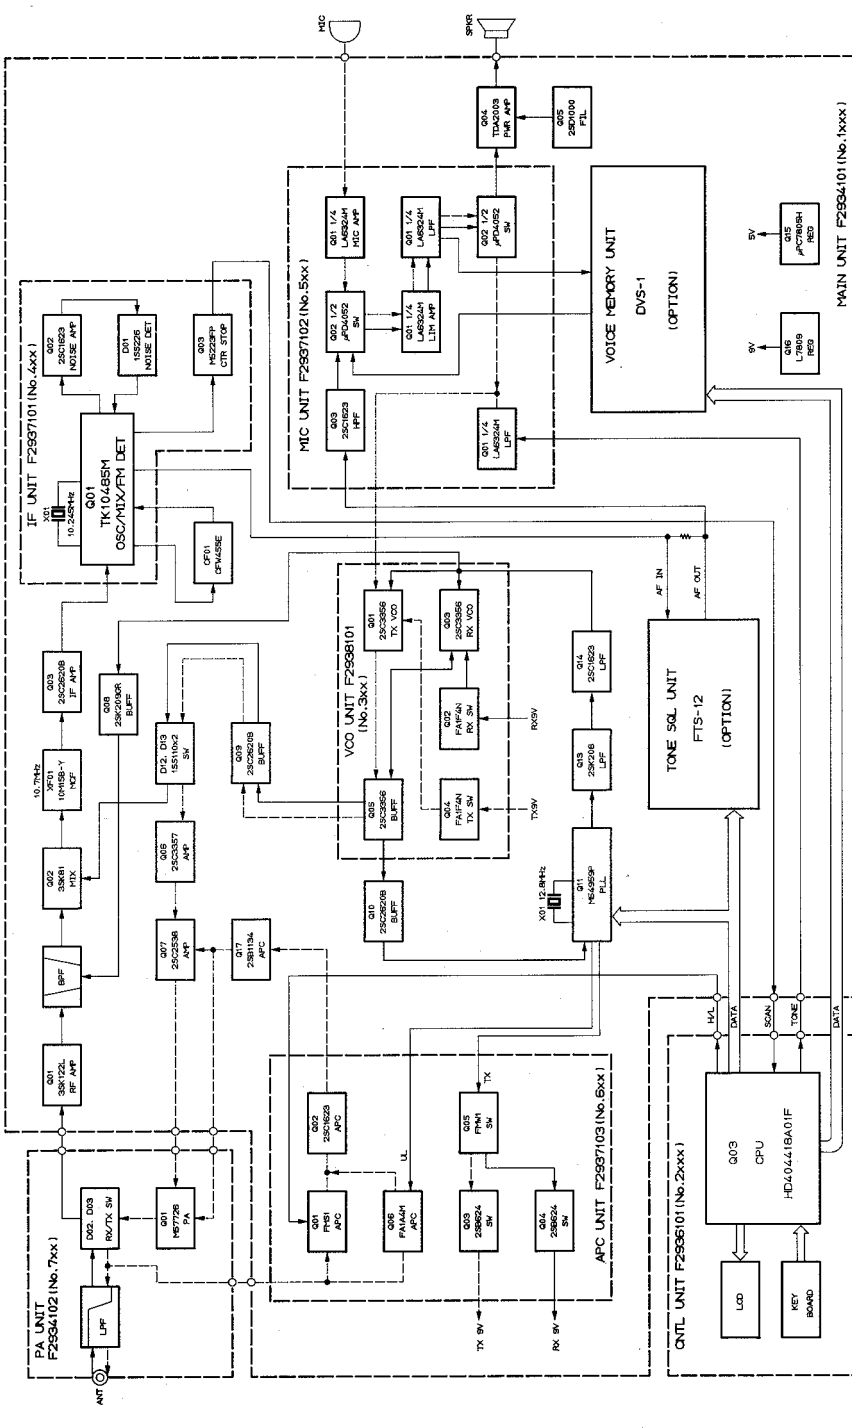 PA UNIT
F2934102(No.7xx)
ANT
LPF
D02, D03
RX/TX SW
Q01
M57726
PA
Q01
3SK122L
RF AMP
BPF
Q02
3SK81
MIX
10.7MHz
XF01
10M15B-Y
MCF
Q03
2SC2620B
IF AMP
Q08
2SK209GR
BUFF
IF UNIT F2937101(No.4xx)
X01
10.245MHz
Q01
TK10485M
OSC/MIX/FM DET
Q02
2SC1623
NOISE AMP
D01
1SS226
NOISE DET
Q03
M5223FP
CTR STOP
CF01
CFW455E
Q07
2SC2538
AMP
Q06
2SC3357
AMP
D12, D13
1SS110x2
SW
Q17
2SB1134
APC
Q09
2SC2620B
BUFF
VCO UNIT F2938101
(No.3xx)
Q05
2SC3356
BUFF
Q01
2SC3356
TX VCO
Q03
2SC3356
RX VCO
Q04
FA1F4N
TX SW
Q02
FA1F4N
RX SW
TX9V
RX9V
Q10
2SC2620B
BUFF
X01 12.8MHz
Q11
M54959P
PLL
Q13
2SK208
LPF
Q14
2SC1623
LPF
MIC
SPKR
MIC UNIT F2937102(No.5xx)
Q01 1/4
LA6324M
MIC AMP
Q02 1/2
μPD4052
SW
Q03
2SC1623
HPF
Q01 1/4
LA6324M
LIM AMP
Q01 1/4
LA6324M
LPF
Q02 1/2
μPD4052
SW
Q01 1/4
LA6324M
LPF
Q04
TDA2003
PWR AMP
Q05
2SD1000
FIL
APC UNIT F2937103(No.6xx)
Q01
FMS1
APC
Q02
2SC1623
APC
Q06
FA1A4M
APC
UL
TX
Q05
FMW1
SW
Q03
2SB624
SW
Q04
2SB624
SW
TX 9V
RX 9V
TONE SQL UNIT
FTS-12
(OPTION)
AF IN
AF OUT
VOICE MEMORY UNIT
DVS-1
(OPTION)
9V
Q16
L7809
REG
5V
Q15
μPC7805H
REG
MAIN UNIT F2934101(No.1xxx)
CNTL UNIT F2936101(No.2xxx)
H/L
DATA
SCAN
TONE
DATA
Q03
CPU
HD404418A01F
LCD
KEY
BOARD